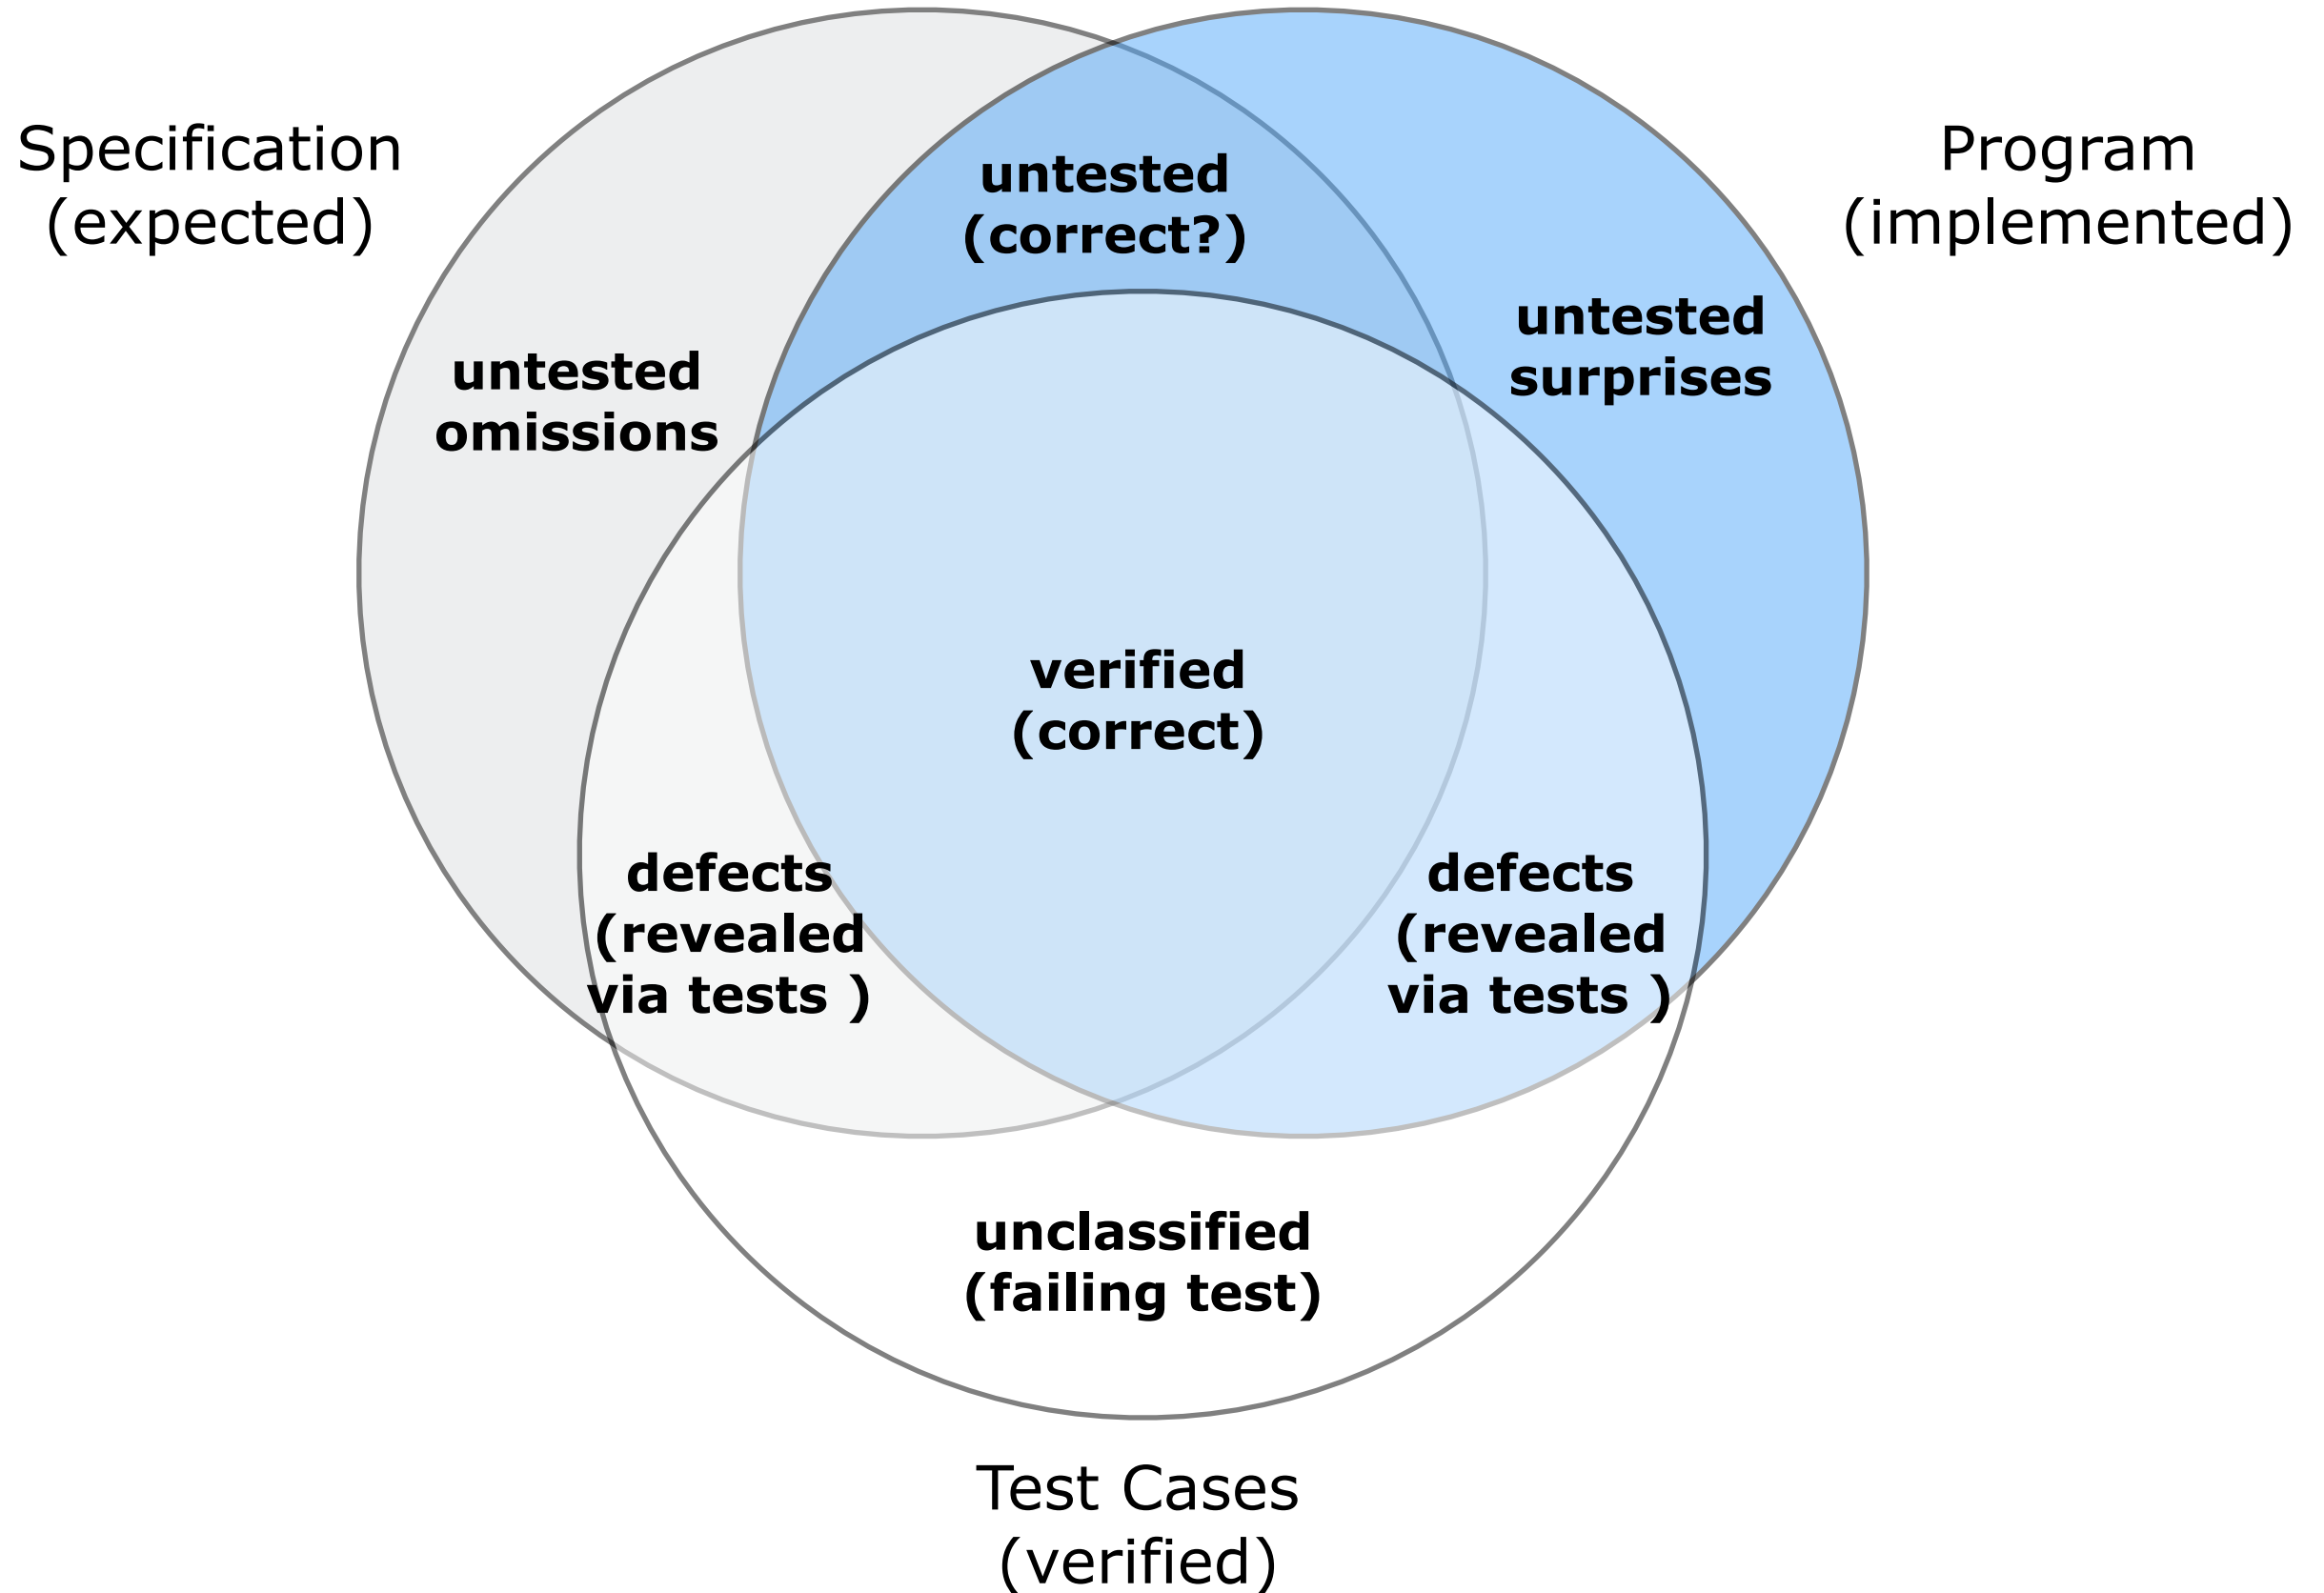 Specification
(expected)
Program
(implemented)
untested
(correct?)
untested
surprises
untested
omissions
verified
(correct)
defects
(revealed
via tests )
defects
(revealed
via tests )
unclassified
(failing test)
Test Cases
(verified)